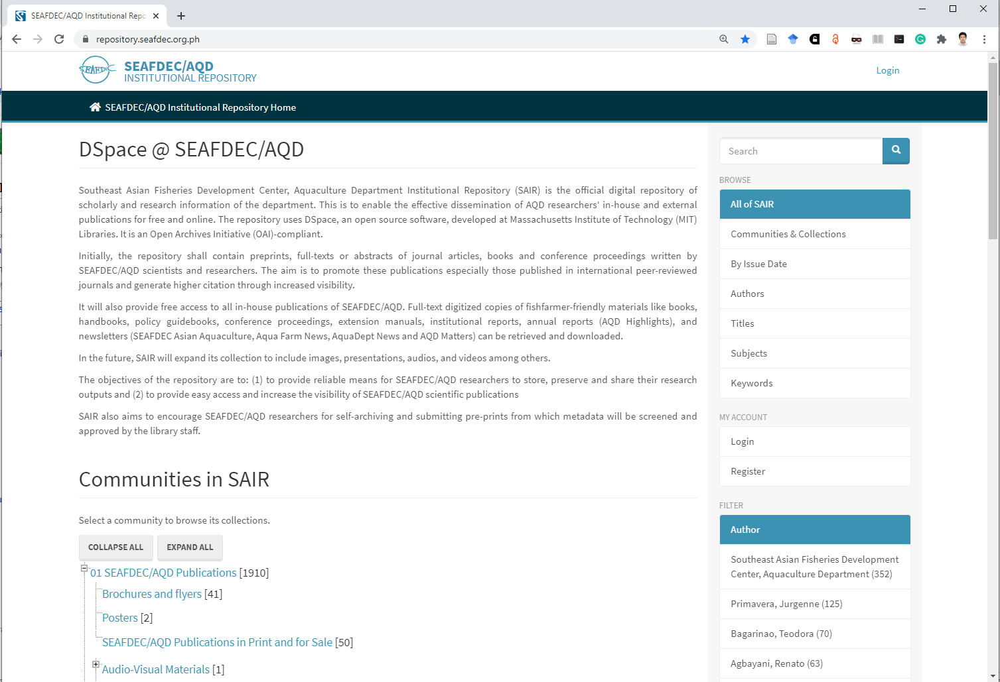 SEAFDEC/AQD Institutional Repo
repository.seafdec.org.ph
SEAFDEC
SEAFDEC/AQD
INSTITUTIONAL REPOSITORY
Login
SEAFDEC/AQD Institutional Repository Home
DSpace @ SEAFDEC/AQD
Southeast Asian Fisheries Development Center, Aquaculture Department Institutional Repository (SAIR) is the official digital repository of
scholarly and research information of the department. This is to enable the effective dissemination of AQD researchers' in-house and external
publications for free and online. The repository uses DSpace, an open source software, developed at Massachusetts Institute of Technology (MIT)
Libraries. It is an Open Archives Initiative (OAI)-compliant.
Initially, the repository shall contain preprints, full-texts or abstracts of journal articles, books and conference proceedings written by
SEAFDEC/AQD scientists and researchers. The aim is to promote these publications especially those published in international peer-reviewed
journals and generate higher citation through increased visibility.
It will also provide free access to all in-house publications of SEAFDEC/AQD. Full-text digitized copies of fishfarmer-friendly materials like books,
handbooks, policy guidebooks, conference proceedings, extension manuals, institutional reports, annual reports (AQD Highlights), and
newsletters (SEAFDEC Asian Aquaculture, Aqua Farm News, AquaDept News and AQD Matters) can be retrieved and downloaded.
In the future, SAIR will expand its collection to include images, presentations, audios, and videos among others.
The objectives of the repository are to: (1) to provide reliable means for SEAFDEC/AQD researchers to store, preserve and share their research
outputs and (2) to provide easy access and increase the visibility of SEAFDEC/AQD scientific publications
SAIR also aims to encourage SEAFDEC/AQD researchers for self-archiving and submitting pre-prints from which metadata will be screened and
approved by the library staff.
Communities in SAIR
Select a community to browse its collections.
COLLAPSE ALL EXPAND ALL
01 SEAFDEC/AQD Publications [1910]
Brochures and flyers [41]
Posters [2]
SEAFDEC/AQD Publications in Print and for Sale [50]
Audio-Visual Materials [1]
Search
BROWSE
All of SAIR
Communities & Collections
By Issue Date
Authors
Titles
Subjects
Keywords
MY ACCOUNT
Login
Register
FILTER
Author
Southeast Asian Fisheries Development
Center, Aquaculture Department (352)
Primavera, Jurgenne (125)
Bagarinao, Teodora (70)
Agbayani, Renato (63)